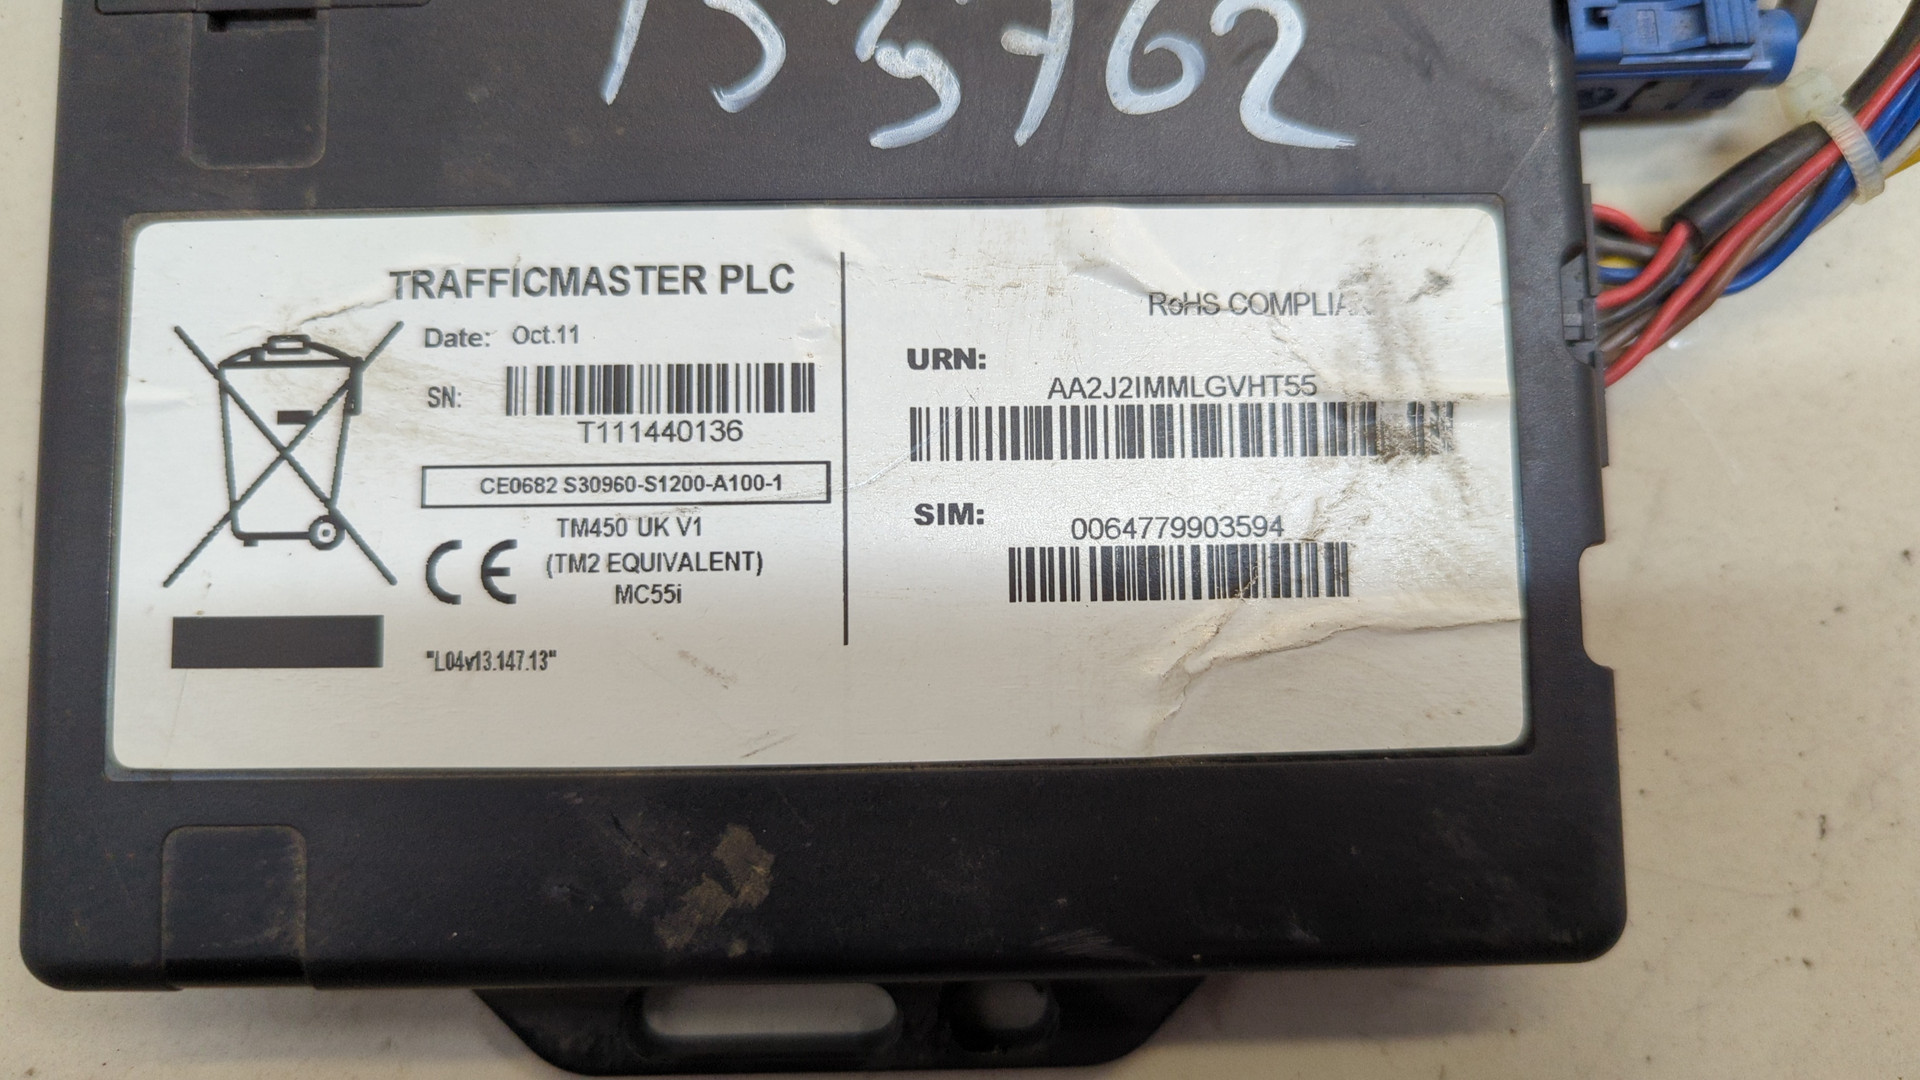 TRAFFICMASTER PLC
Date: Oct.11
SN:
T111440136
CE0682 S30960-S1200-A100-1
TM450 UK V1
CE (TM2 EQUIVALENT)
MC55i
"L04v13.147.13"
RoHS
URN:
AA2J2IMMLGVHT55
SIM:
0064779903594